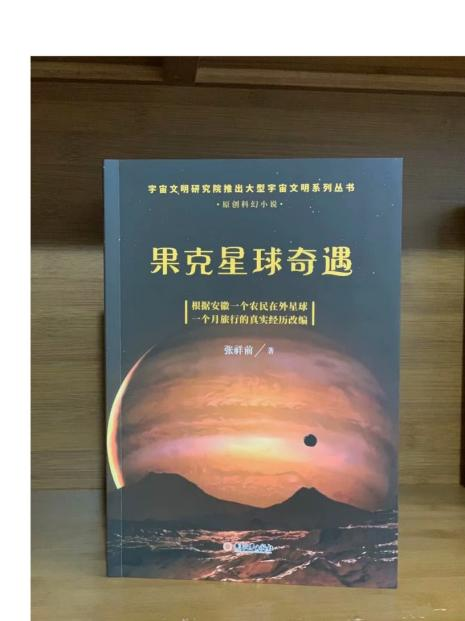 宇宙文明研究院推出大型宇宙文明系列丛书
·原创科幻小说·
果克星球奇遇
根据安徽一个农民在外星球
一个月旅行的真实经历改编
张祥前/著